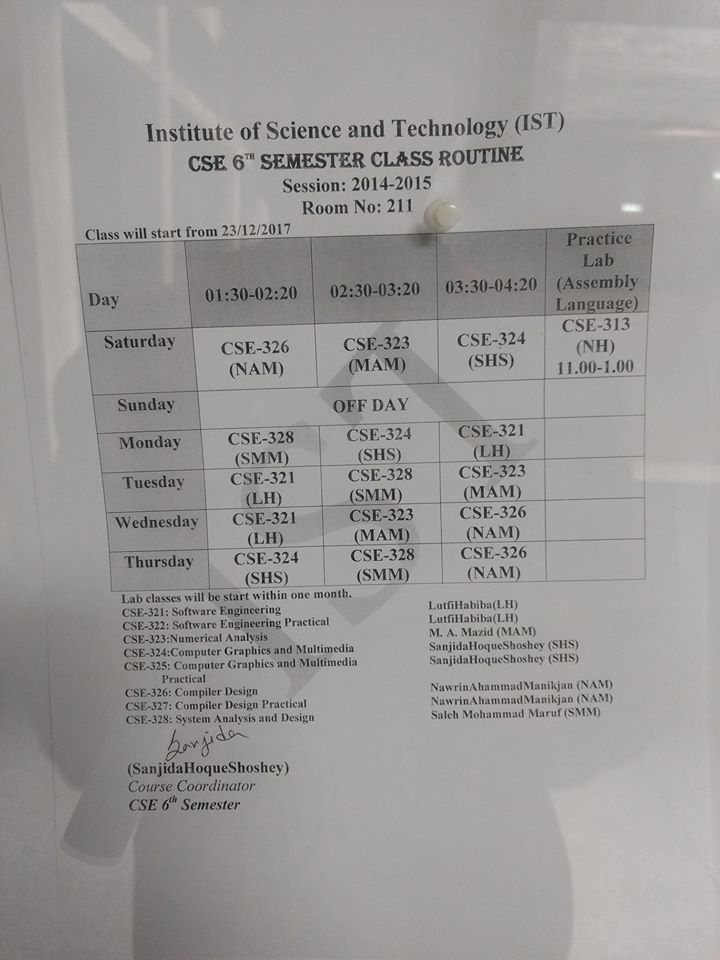 Institute of Science and Technology (IST)
CSE 6TH SEMESTER CLASS ROUTINE
Session: 2014-2015
Room No: 211
Class will start from 23/12/2017
Day 01:30-02:20 02:30-03:20 03:30-04:20 Practice Lab (Assembly Language)
Saturday CSE-326 (NAM) CSE-323 (MAM) CSE-324 (SHS) CSE-313 (NH) 11.00-1.00
Sunday OFF DAY
Monday CSE-328 (SMM) CSE-324 (SHS) CSE-321 (LH)
Tuesday CSE-321 (LH) CSE-328 (SMM) CSE-323 (MAM)
Wednesday CSE-321 (LH) CSE-323 (MAM) CSE-326 (NAM)
Thursday CSE-324 (SHS) CSE-328 (SMM) CSE-326 (NAM)
Lab classes will be start within one month.
CSE-321: Software Engineering LutfiHabiba(LH)
CSE-322: Software Engineering Practical LutfiHabiba(LH)
CSE-323:Numerical Analysis M. A. Mazid (MAM)
CSE-324:Computer Graphics and Multimedia SanjidaHoqueShoshey (SHS)
CSE-325: Computer Graphics and Multimedia SanjidaHoqueShoshey (SHS)
Practical
CSE-326: Compiler Design NawrinAhammadManikjan (NAM)
CSE-327: Compiler Design Practical NawrinAhammadManikjan (NAM)
CSE-328: System Analysis and Design Saleh Mohammad Maruf (SMM)
Sanjida
(SanjidaHoqueShoshey)
Course Coordinator
CSE 6th Semester
IST